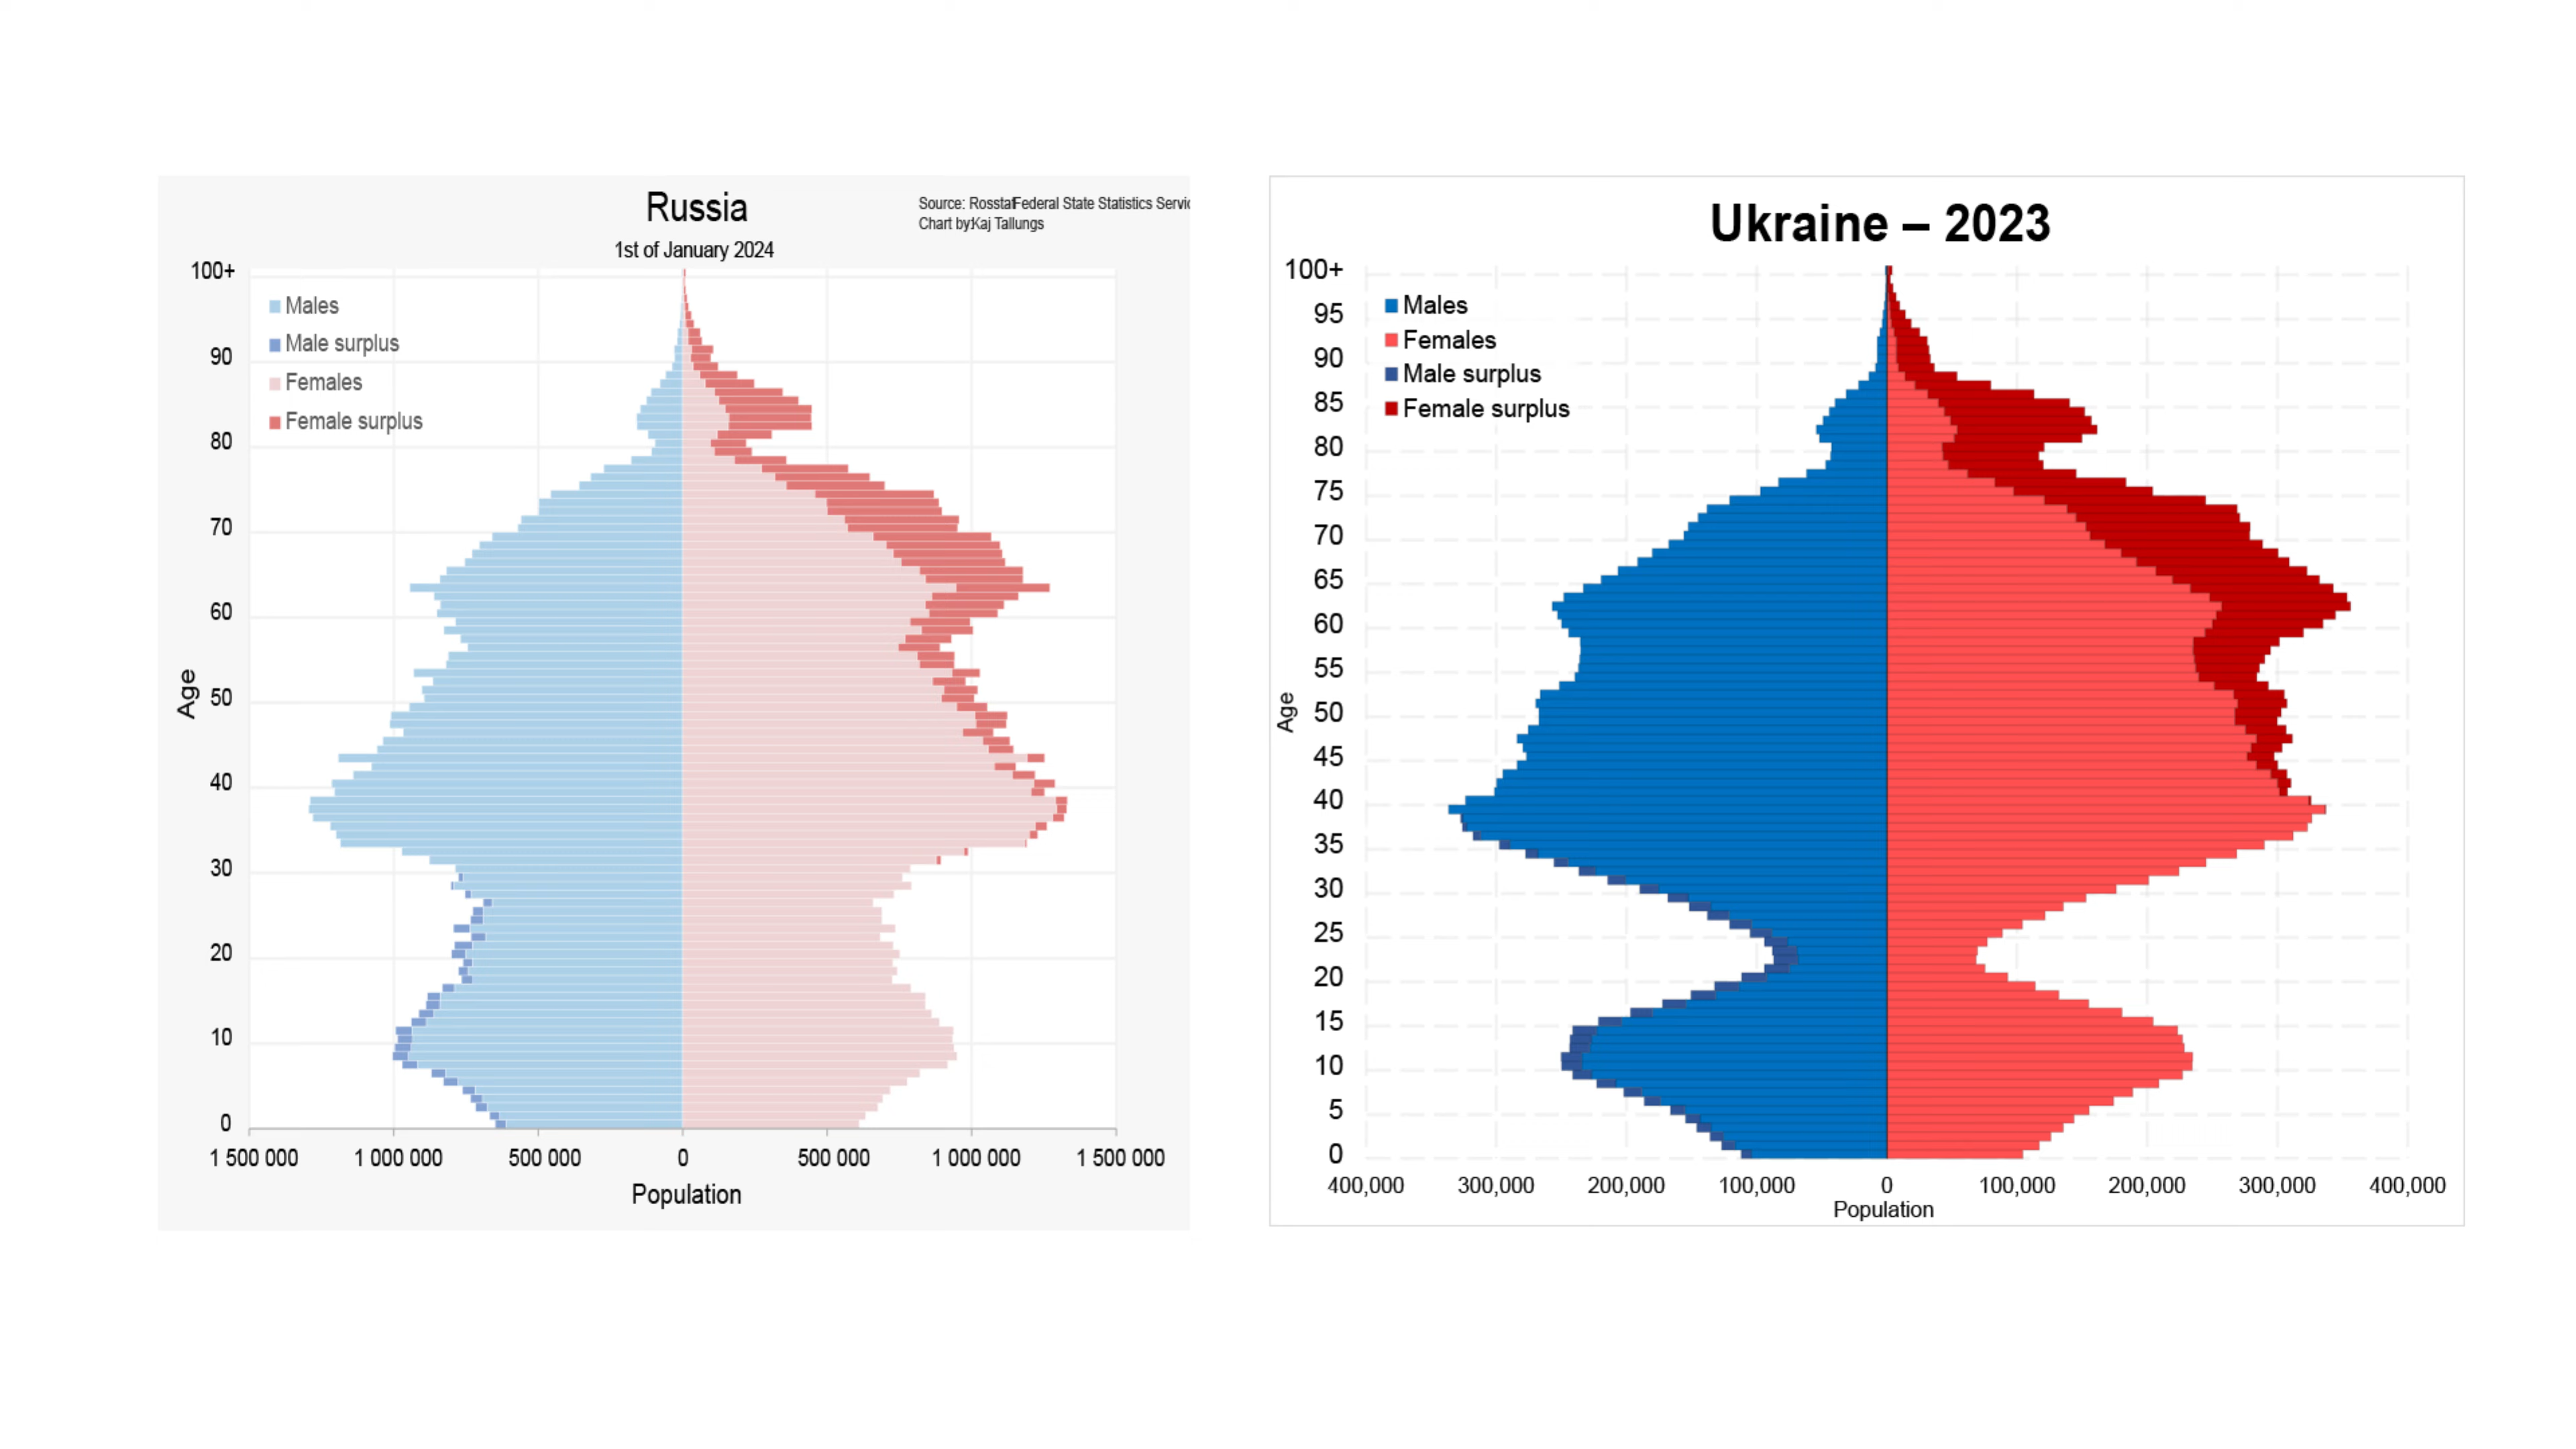 Russia
1st of January 2024
Source: RosstatFederal State Statistics Servic
Chart by:Kaj Tallungs
Males
Male surplus
Females
Female surplus
100+
90
80
70
60
50
40
30
20
10
0
Age
1 500 000 1 000 000 500 000 0 500 000 1 000 000 1 500 000
Population
Ukraine – 2023
Males
Females
Male surplus
Female surplus
100+
95
90
85
80
75
70
65
60
55
50
45
40
35
30
25
20
15
10
5
0
Age
400,000 300,000 200,000 100,000 0 100,000 200,000 300,000 400,000
Population